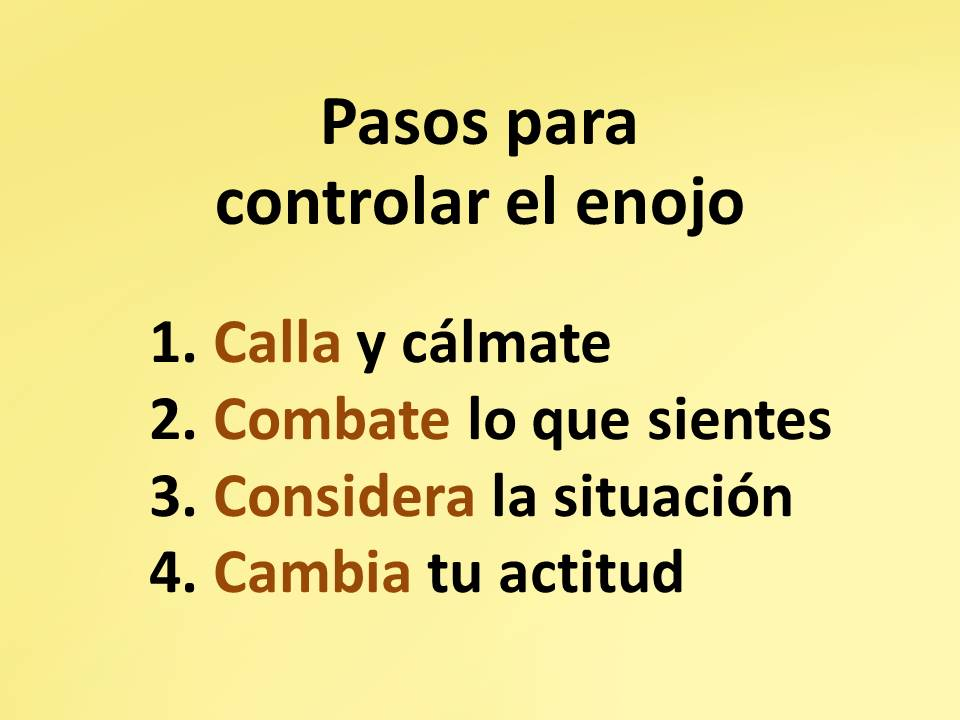 Pasos para
controlar el enojo
1. Calla y cálmate
2. Combate lo que sientes
3. Considera la situación
4. Cambia tu actitud